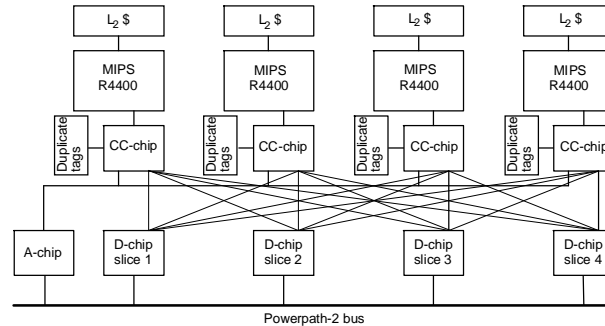 L2 $
L2 $
L2 $
L2 $
MIPS
R4400
MIPS
R4400
MIPS
R4400
MIPS
R4400
Duplicate
tags
CC-chip
Duplicate
tags
CC-chip
Duplicate
tags
CC-chip
Duplicate
tags
CC-chip
A-chip
D-chip
slice 1
D-chip
slice 2
D-chip
slice 3
D-chip
slice 4
Powerpath-2 bus